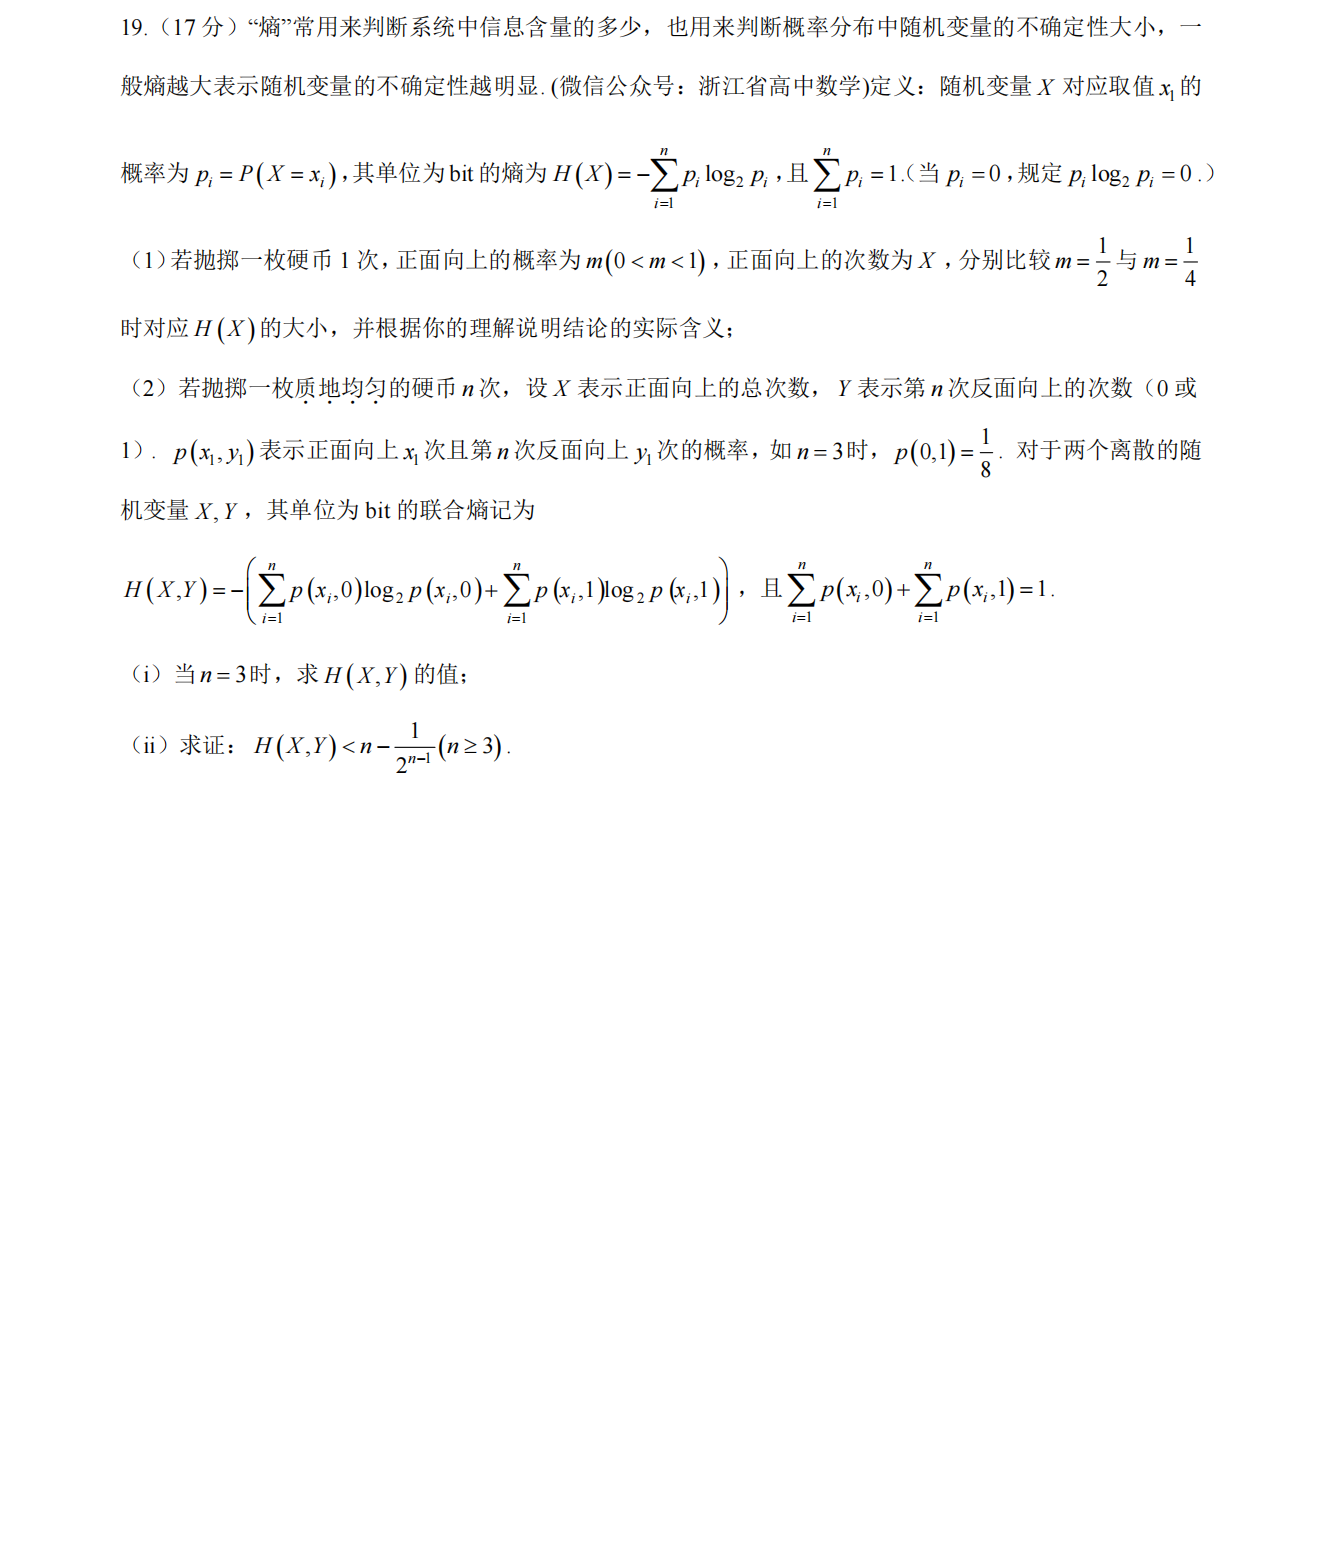 19.（17 分）“熵”常用来判断系统中信息含量的多少，也用来判断概率分布中随机变量的不确定性大小，一
般熵越大表示随机变量的不确定性越明显. (微信公众号：浙江省高中数学)定义：随机变量 X 对应取值 x₁ 的
概率为 pᵢ = P(X = xᵢ)，其单位为 bit 的熵为 H(X) = −∑ᵢ₌₁ⁿ pᵢ log₂ pᵢ，且 ∑ᵢ₌₁ⁿ pᵢ = 1.（当 pᵢ = 0，规定 pᵢ log₂ pᵢ = 0 .）
（1）若抛掷一枚硬币 1 次，正面向上的概率为 m(0 < m < 1)，正面向上的次数为 X，分别比较 m = 1/2 与 m = 1/4
时对应 H(X) 的大小，并根据你的理解说明结论的实际含义；
（2）若抛掷一枚质地均匀的硬币 n 次，设 X 表示正面向上的总次数，Y 表示第 n 次反面向上的次数（0 或
1）. p(x₁, y₁) 表示正面向上 x₁ 次且第 n 次反面向上 y₁ 次的概率，如 n = 3 时，p(0,1) = 1/8 . 对于两个离散的随
机变量 X, Y，其单位为 bit 的联合熵记为
H(X,Y) = −(∑ᵢ₌₁ⁿ p(xᵢ,0)log₂ p(xᵢ,0) + ∑ᵢ₌₁ⁿ p(xᵢ,1)log₂ p(xᵢ,1))，且 ∑ᵢ₌₁ⁿ p(xᵢ,0) + ∑ᵢ₌₁ⁿ p(xᵢ,1) = 1 .
（i）当 n = 3 时，求 H(X,Y) 的值；
（ii）求证：H(X,Y) < n − 1/2ⁿ⁻¹ (n ≥ 3) .